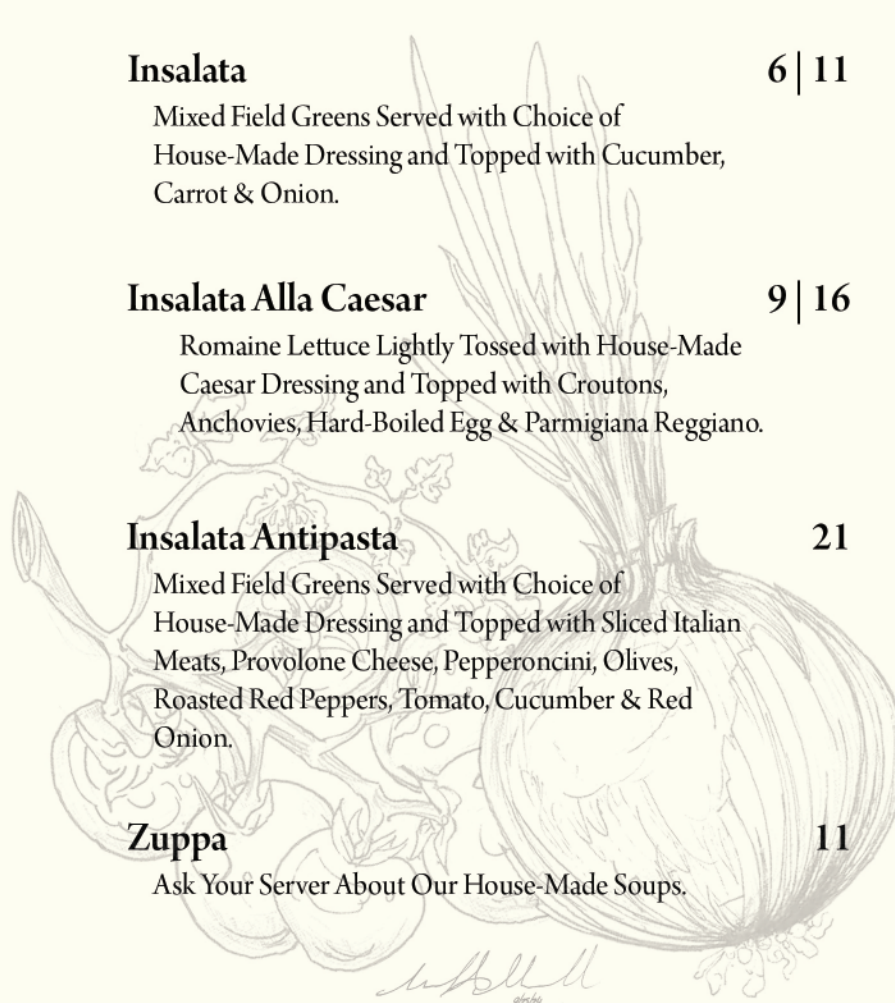 Insalata 6 | 11
Mixed Field Greens Served with Choice of
House-Made Dressing and Topped with Cucumber,
Carrot & Onion.
Insalata Alla Caesar 9 | 16
Romaine Lettuce Lightly Tossed with House-Made
Caesar Dressing and Topped with Croutons,
Anchovies, Hard-Boiled Egg & Parmigiana Reggiano.
Insalata Antipasta 21
Mixed Field Greens Served with Choice of
House-Made Dressing and Topped with Sliced Italian
Meats, Provolone Cheese, Pepperoncini, Olives,
Roasted Red Peppers, Tomato, Cucumber & Red
Onion.
Zuppa 11
Ask Your Server About Our House-Made Soups.